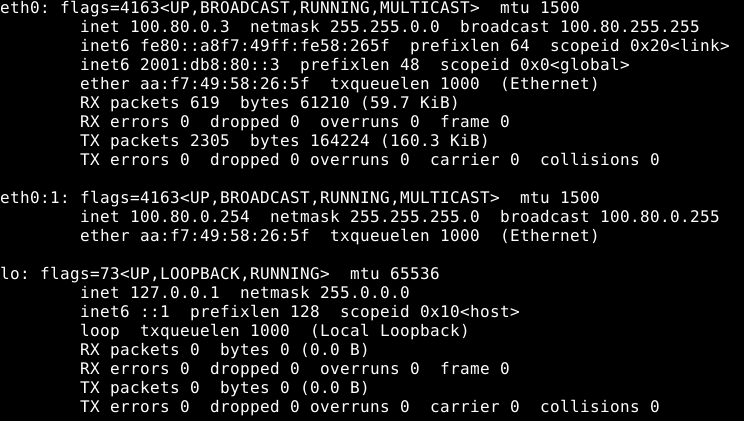 eth0: flags=4163<UP,BROADCAST,RUNNING,MULTICAST>  mtu 1500
        inet 100.80.0.3  netmask 255.255.0.0  broadcast 100.80.255.255
        inet6 fe80::a8f7:49ff:fe58:265f  prefixlen 64  scopeid 0x20<link>
        inet6 2001:db8:80::3  prefixlen 48  scopeid 0x0<global>
        ether aa:f7:49:58:26:5f  txqueuelen 1000  (Ethernet)
        RX packets 619  bytes 61210 (59.7 KiB)
        RX errors 0  dropped 0  overruns 0  frame 0
        TX packets 2305  bytes 164224 (160.3 KiB)
        TX errors 0  dropped 0 overruns 0  carrier 0  collisions 0

eth0:1: flags=4163<UP,BROADCAST,RUNNING,MULTICAST>  mtu 1500
        inet 100.80.0.254  netmask 255.255.255.0  broadcast 100.80.0.255
        ether aa:f7:49:58:26:5f  txqueuelen 1000  (Ethernet)

lo: flags=73<UP,LOOPBACK,RUNNING>  mtu 65536
        inet 127.0.0.1  netmask 255.0.0.0
        inet6 ::1  prefixlen 128  scopeid 0x10<host>
        loop  txqueuelen 1000  (Local Loopback)
        RX packets 0  bytes 0 (0.0 B)
        RX errors 0  dropped 0  overruns 0  frame 0
        TX packets 0  bytes 0 (0.0 B)
        TX errors 0  dropped 0 overruns 0  carrier 0  collisions 0